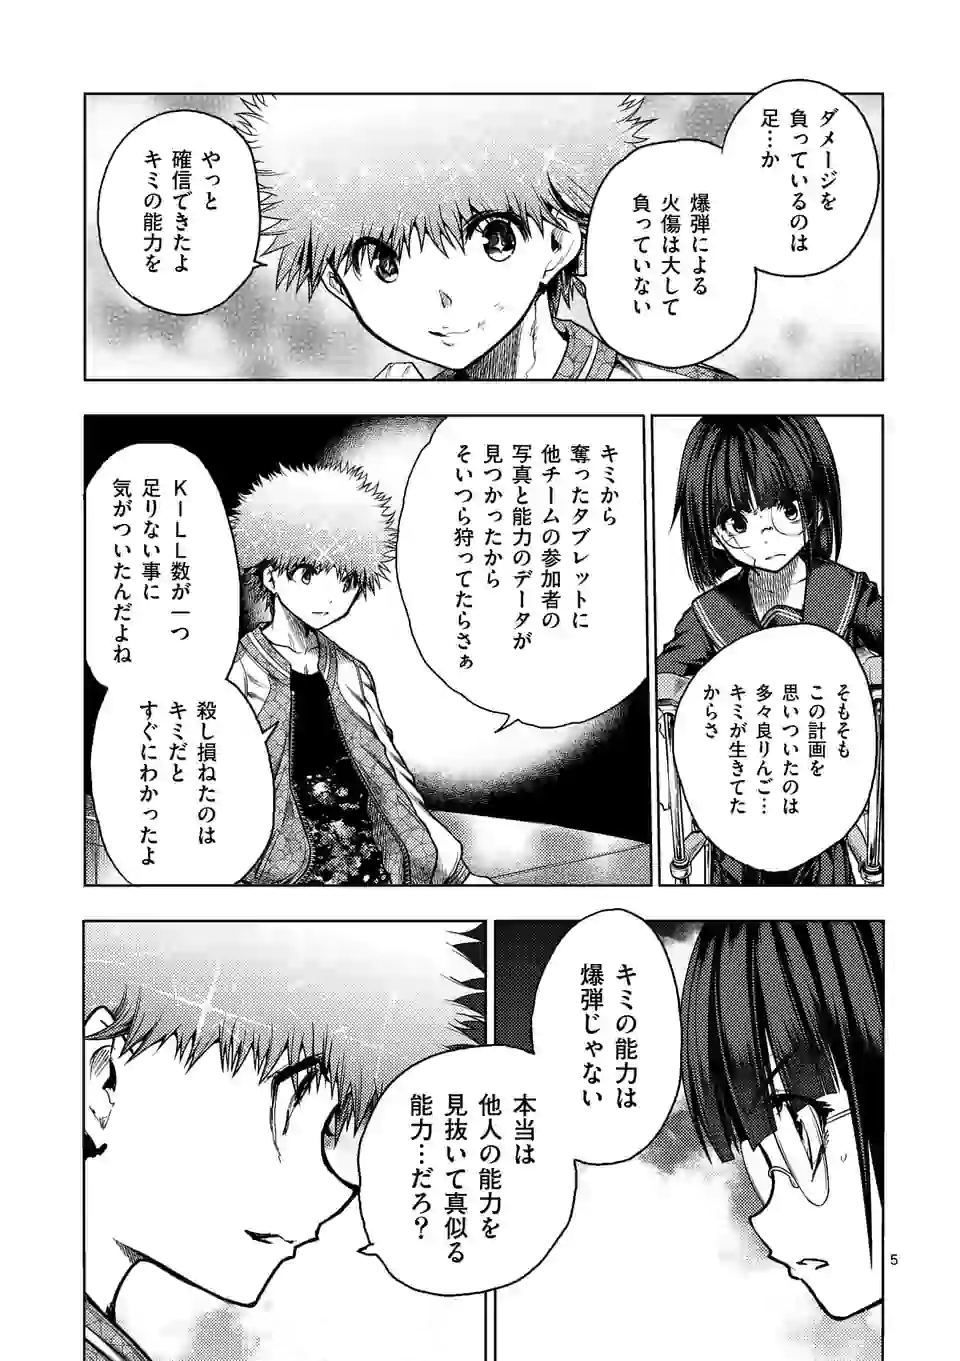 ダメージを
負っているのは
足…か
爆弾による
火傷は大して
負っていない
やっと
確信できたよ
キミの能力を
そもそも
この計画を
思いついたのは
多々良りんご…
キミが生きてた
からさ
キミから
奪ったタブレットに
他チームの参加者の
写真と能力のデータが
見つかったから
そいつら狩ってたらさぁ
KILL数が一つ
足りない事に
気がついたんだよね
殺し損ねたのは
キミだと
すぐにわかったよ
キミの能力は
爆弾じゃない
本当は
他人の能力を
見抜いて真似る
能力…だろ？
5